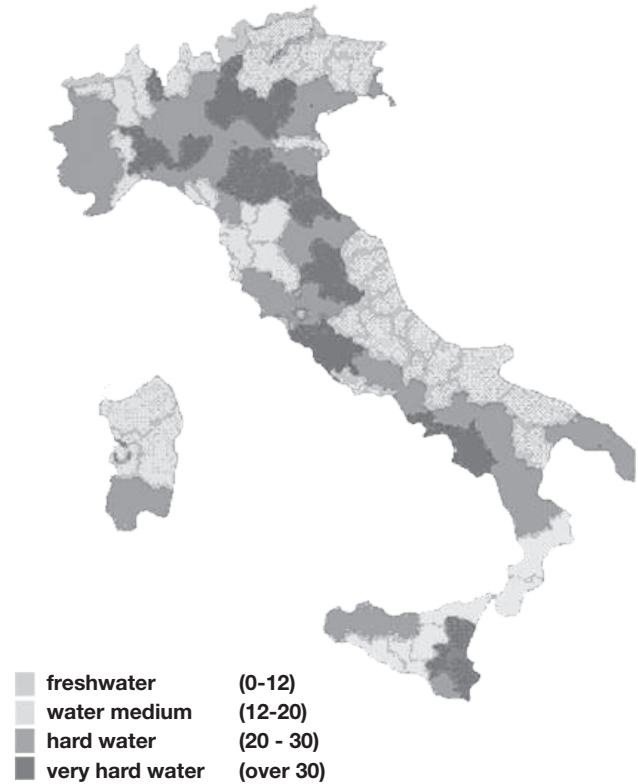 freshwater (0-12)
water medium (12-20)
hard water (20 - 30)
very hard water (over 30)